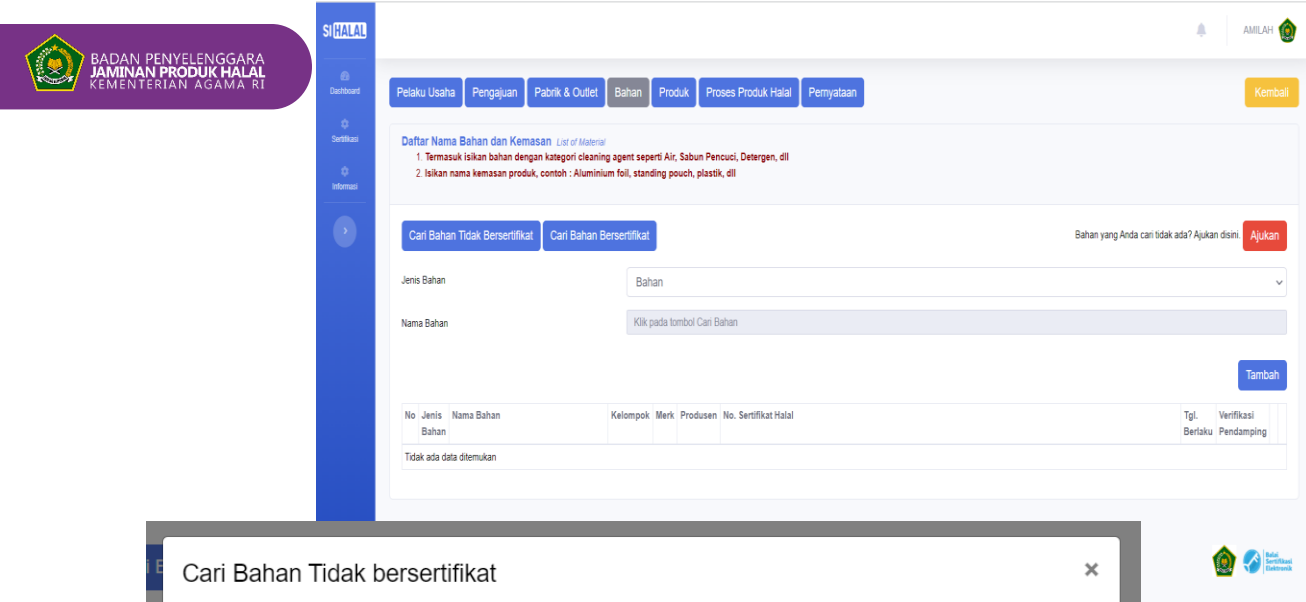 BADAN PENYELENGGARA
JAMINAN PRODUK HALAL
KEMENTERIAN AGAMA RI
SIHALAL
AMILAH
Dashboard
Sertifikasi
Informasi
Pelaku Usaha Pengajuan Pabrik & Outlet Bahan Produk Proses Produk Halal Pernyataan Kembali
Daftar Nama Bahan dan Kemasan List of Material
1. Termasuk isikan bahan dengan kategori cleaning agent seperti Air, Sabun Pencuci, Detergen, dll
2. Isikan nama kemasan produk, contoh : Aluminium foil, standing pouch, plastik, dll
Cari Bahan Tidak Bersertifikat Cari Bahan Bersertifikat Bahan yang Anda cari tidak ada? Ajukan disini. Ajukan
Jenis Bahan Bahan
Nama Bahan Klik pada tombol Cari Bahan
Tambah
No Jenis Bahan Nama Bahan Kelompok Merk Produsen No. Sertifikat Halal Tgl. Berlaku Verifikasi Pendamping
Tidak ada data ditemukan
Cari Bahan Tidak bersertifikat ×
Balai
Sertifikasi
Elektronik